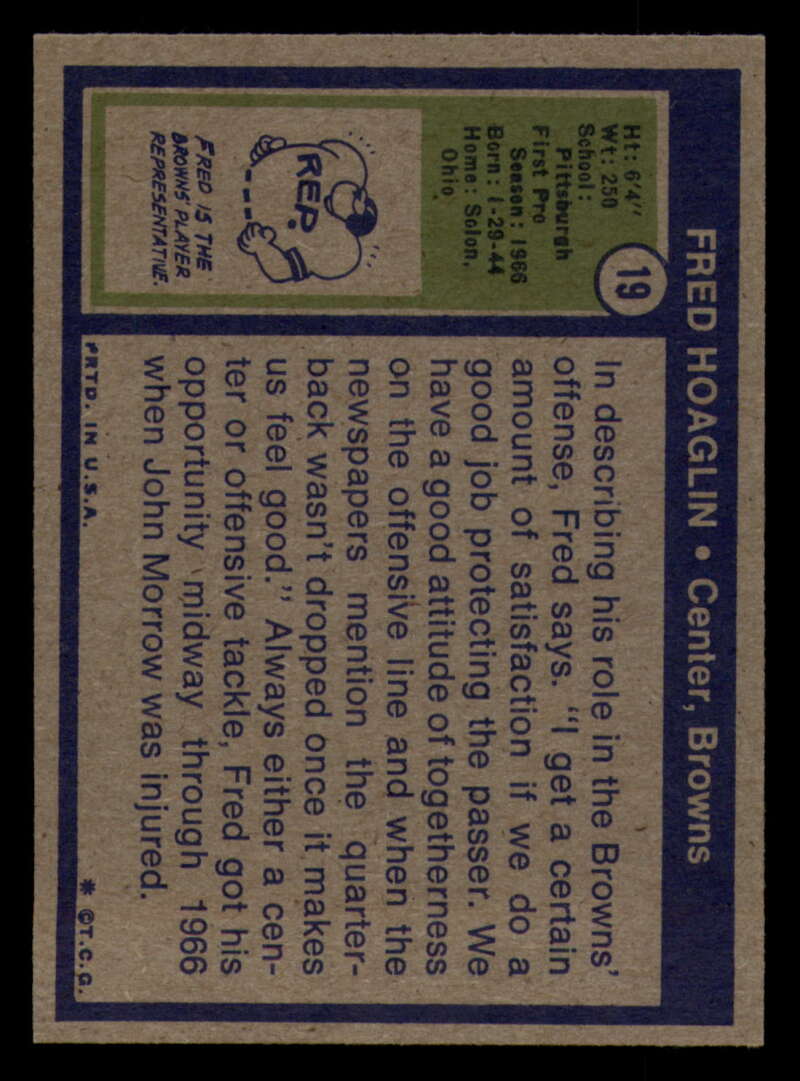 FRED HOAGLIN • Center, Browns
19
Ht: 6'4"
Wt: 250
School:
Pittsburgh
First Pro
Season: 1966
Born: 1-29-44
Home: Solon,
Ohio
REP.
FRED IS THE
BROWNS' PLAYER
REPRESENTATIVE.
In describing his role in the Browns'
offense, Fred says. "I get a certain
amount of satisfaction if we do a
good job protecting the passer. We
have a good attitude of togetherness
on the offensive line and when the
newspapers mention the quarter-
back wasn't dropped once it makes
us feel good." Always either a cen-
ter or offensive tackle, Fred got his
opportunity midway through 1966
when John Morrow was injured.
PRTD. IN U.S.A.
* ©T.C.G.